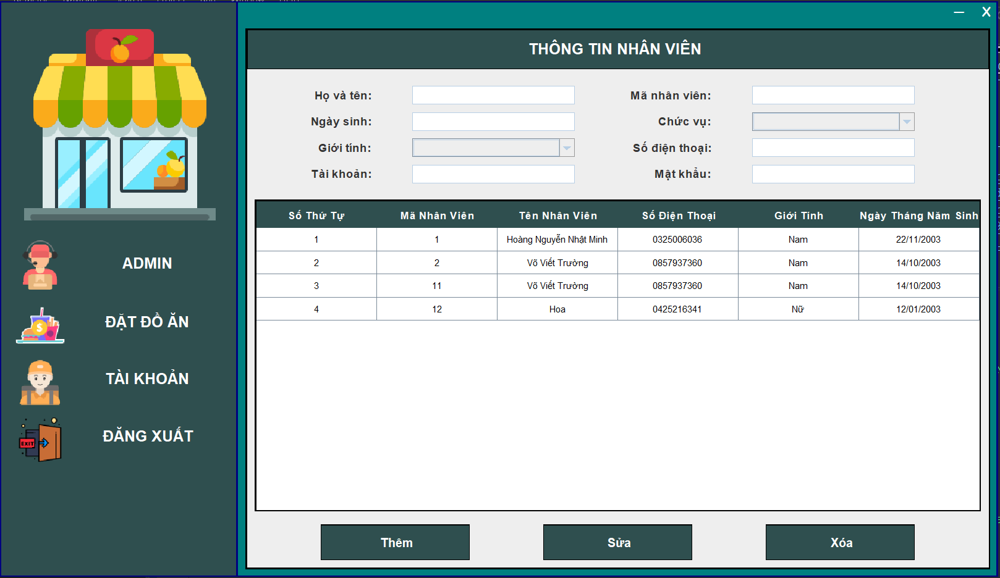 X
THÔNG TIN NHÂN VIÊN
Họ và tên:
Mã nhân viên:
Ngày sinh:
Chức vụ:
Giới tính:
Số điện thoại:
Tài khoản:
Mật khẩu:
Số Thứ Tự Mã Nhân Viên Tên Nhân Viên Số Điện Thoại Giới Tính Ngày Tháng Năm Sinh
1 1 Hoàng Nguyễn Nhật Minh 0325006036 Nam 22/11/2003
2 2 Võ Viết Trường 0857937360 Nam 14/10/2003
3 11 Võ Viết Trường 0857937360 Nam 14/10/2003
4 12 Hoa 0425216341 Nữ 12/01/2003
ADMIN
$
ĐẶT ĐỒ ĂN
TÀI KHOẢN
EXIT
ĐĂNG XUẤT
Thêm
Sửa
Xóa